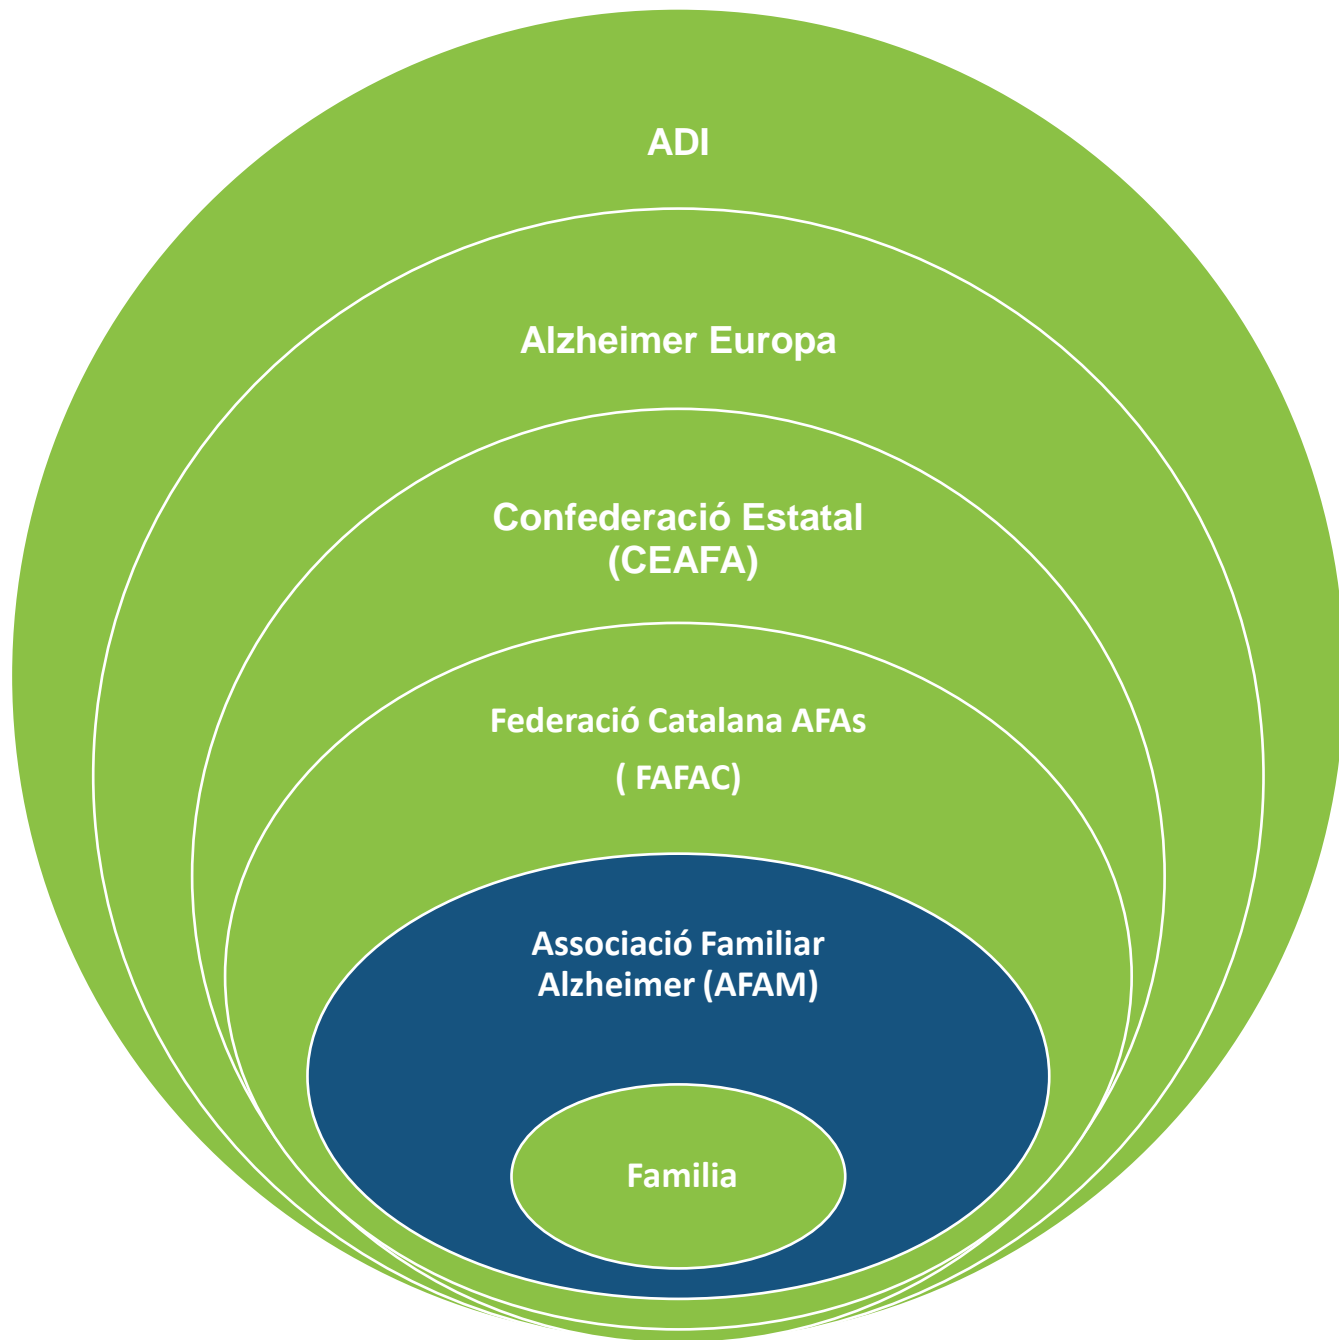 ADI
Alzheimer Europa
Confederació Estatal
(CEAFA)
Federació Catalana AFAs
( FAFAC)
Associació Familiar
Alzheimer (AFAM)
Familia